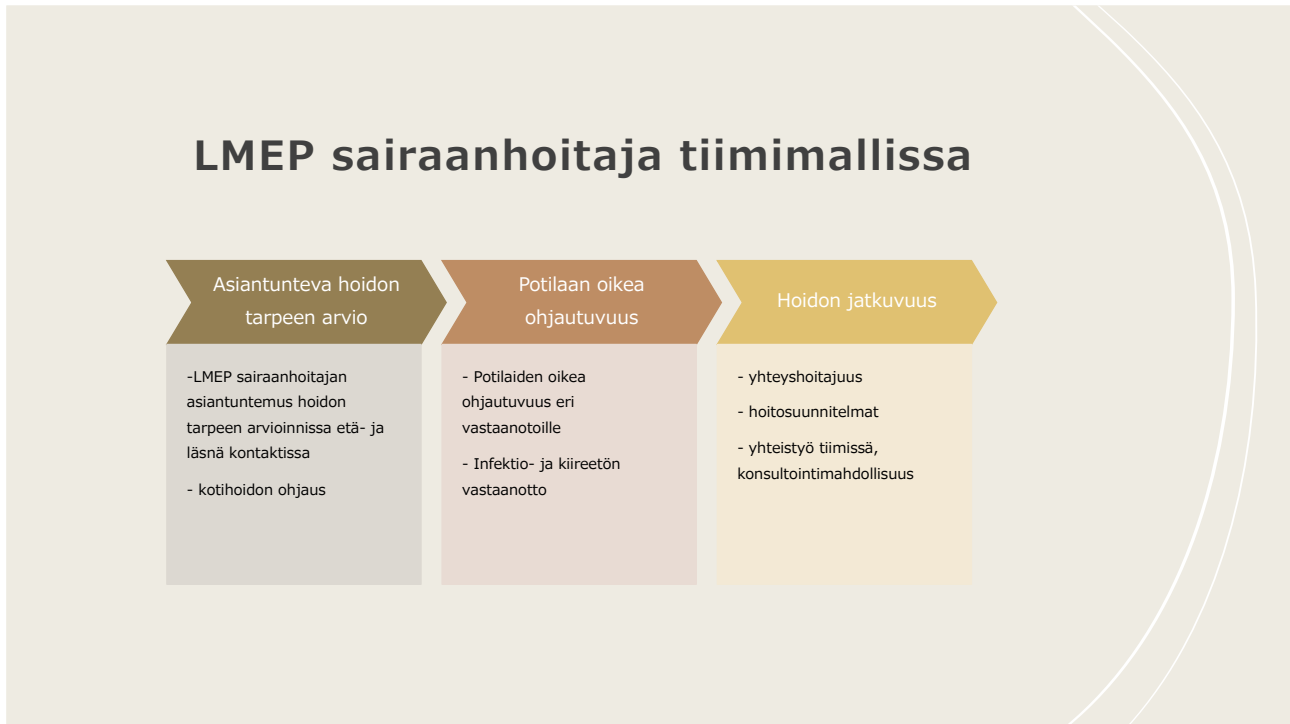 LMEP sairaanhoitaja tiimimallissa
Asiantunteva hoidon
tarpeen arvio
-LMEP sairaanhoitajan
asiantuntemus hoidon
tarpeen arvioinnissa etä- ja
läsnä kontaktissa
- kotihoidon ohjaus
Potilaan oikea
ohjautuvuus
- Potilaiden oikea
ohjautuvuus eri
vastaanotoille
- Infektio- ja kiireetön
vastaanotto
Hoidon jatkuvuus
- yhteyshoitajuus
- hoitosuunnitelmat
- yhteistyö tiimissä,
konsultointimahdollisuus